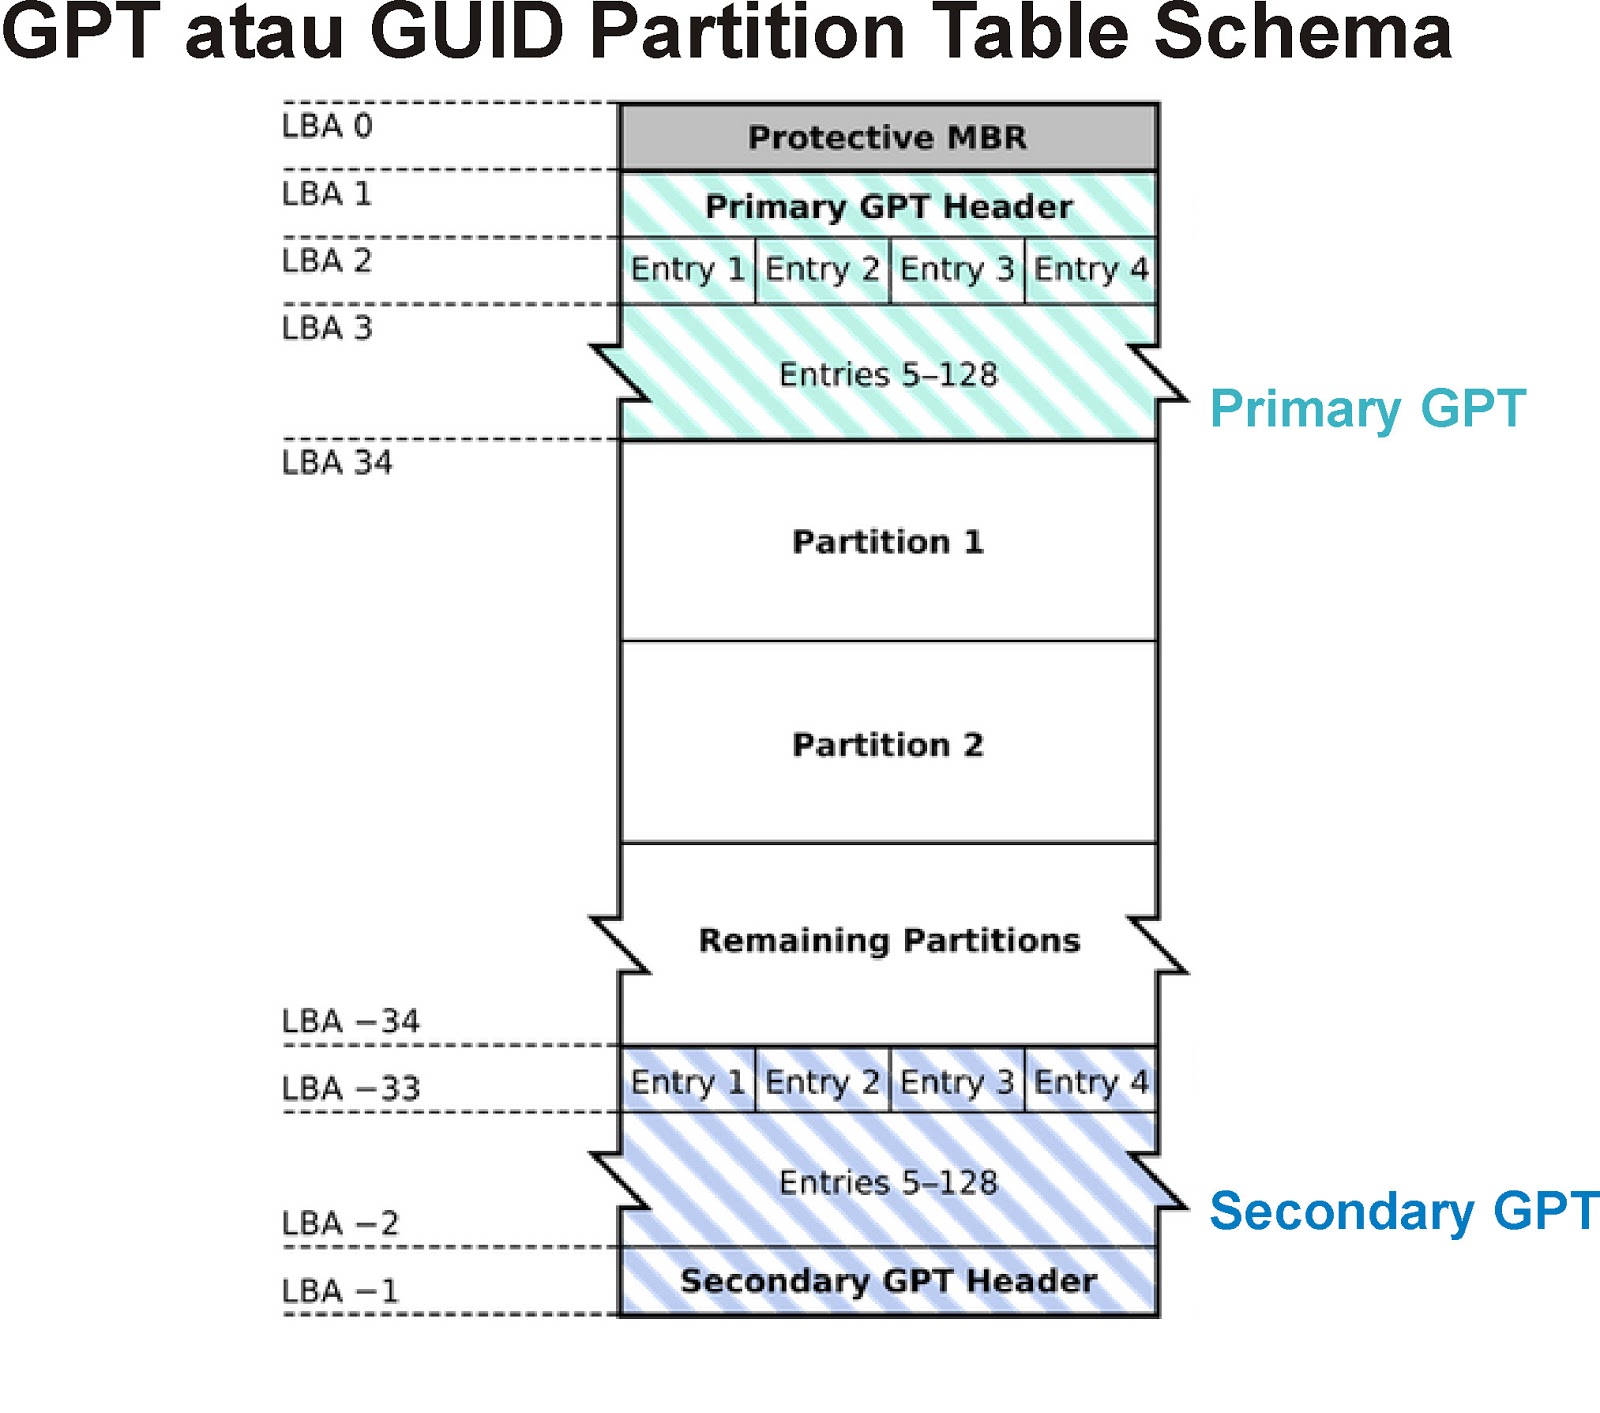 GPT atau GUID Partition Table Schema
LBA 0
Protective MBR
LBA 1
Primary GPT Header
LBA 2
Entry 1 Entry 2 Entry 3 Entry 4
LBA 3
Entries 5–128
Primary GPT
LBA 34
Partition 1
Partition 2
Remaining Partitions
LBA −34
LBA −33
Entry 1 Entry 2 Entry 3 Entry 4
Entries 5–128
Secondary GPT
LBA −2
Secondary GPT Header
LBA −1